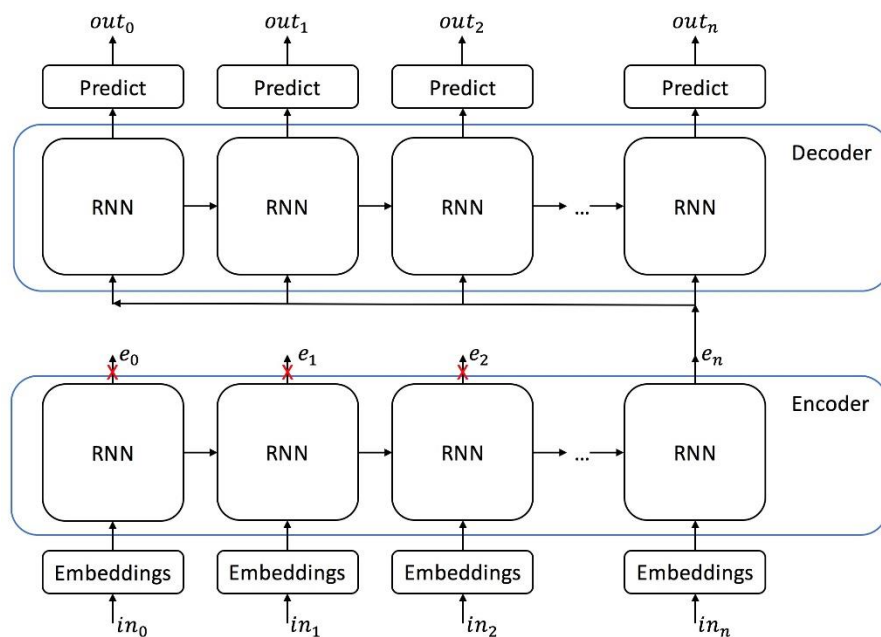 out₀ out₁ out₂ outₙ
Predict Predict Predict Predict
Decoder
RNN RNN RNN ... RNN
e₀ e₁ e₂ eₙ
Encoder
RNN RNN RNN ... RNN
Embeddings Embeddings Embeddings Embeddings
in₀ in₁ in₂ inₙ